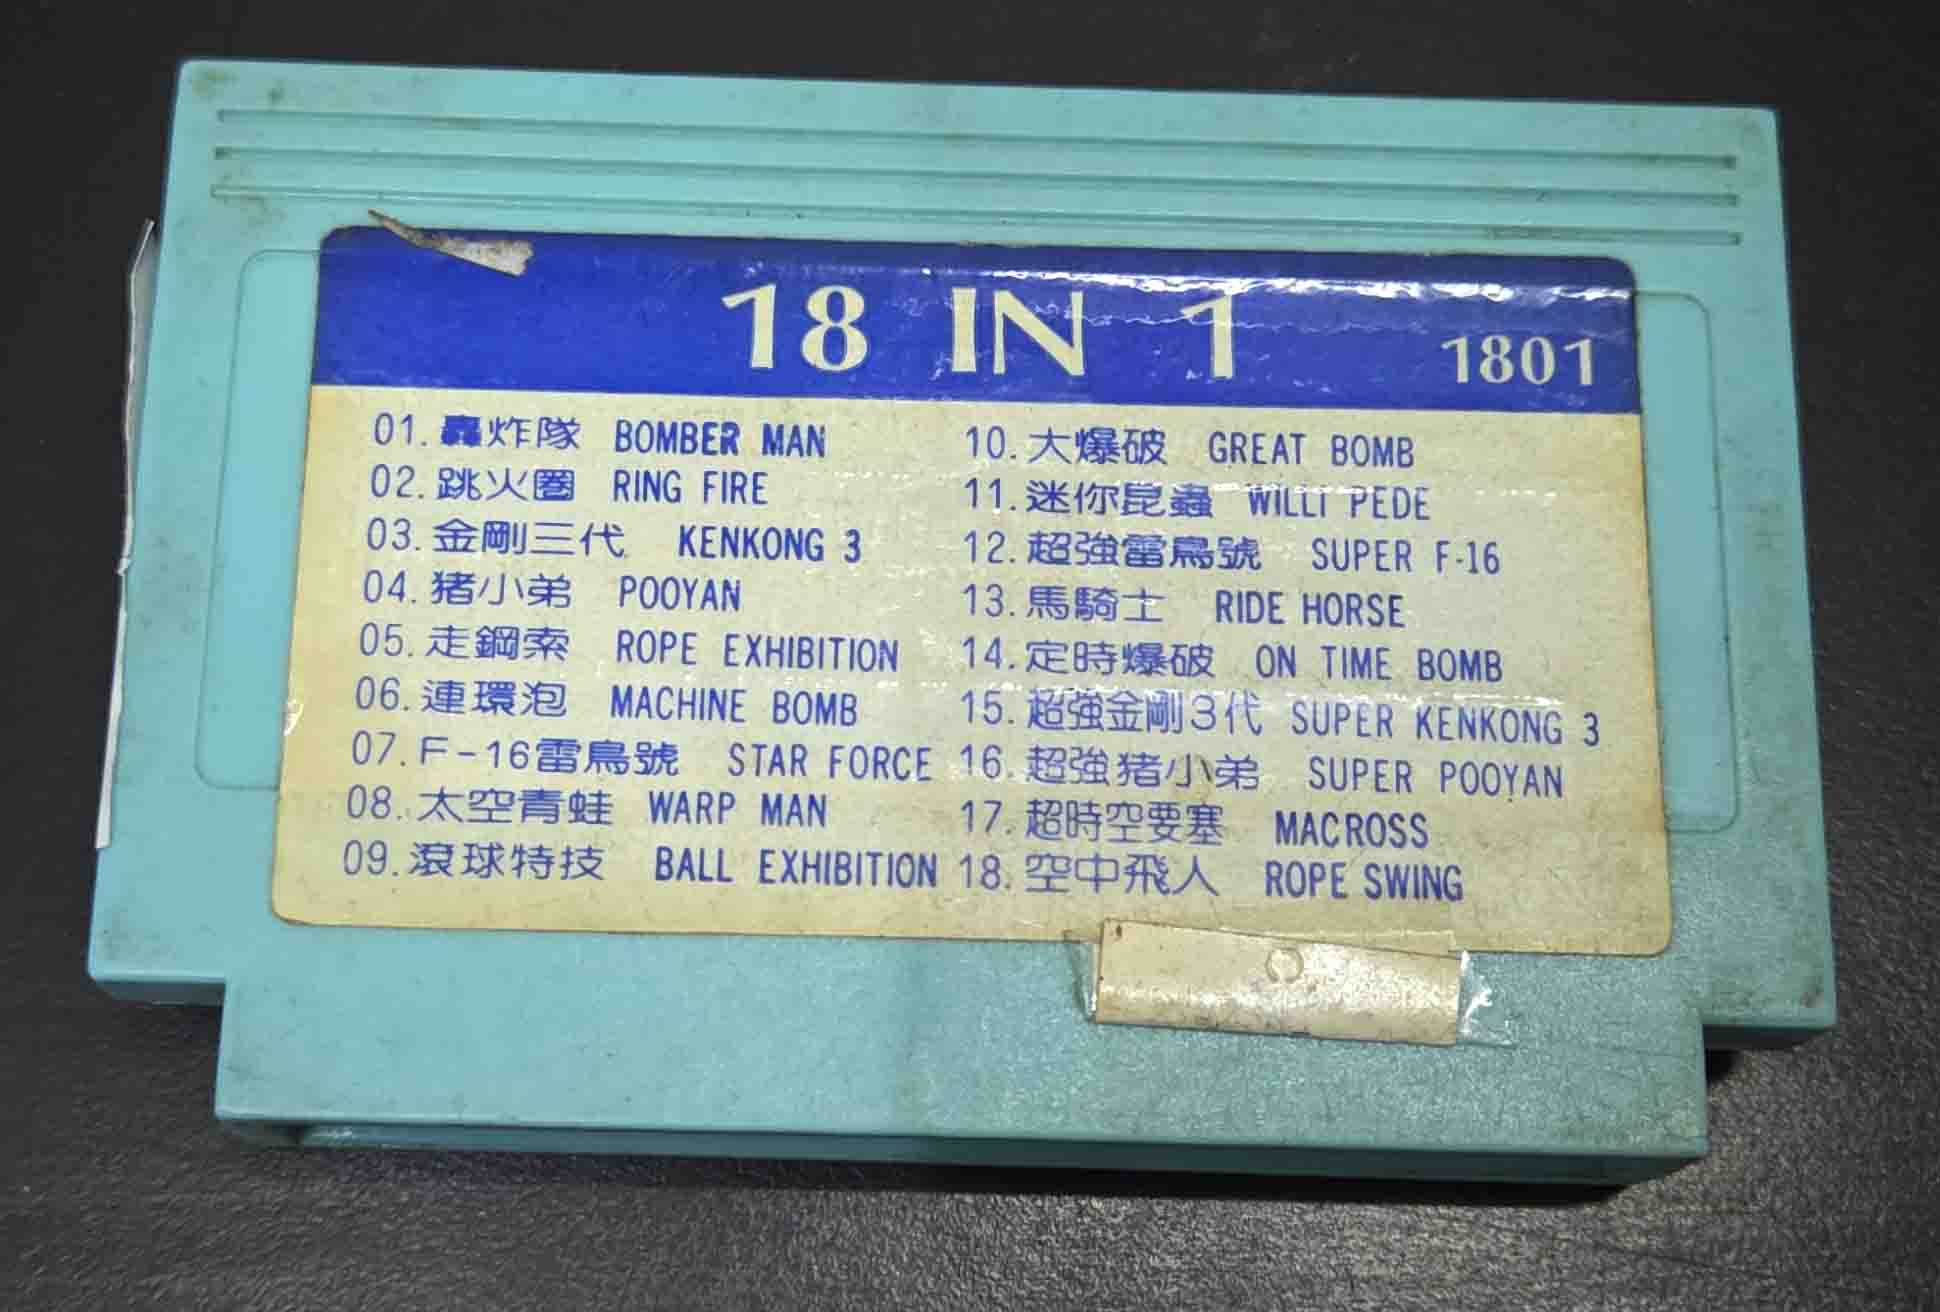 18 IN 1 1801
01. 轟炸隊 BOMBER MAN
02. 跳火圈 RING FIRE
03. 金剛三代 KENKONG 3
04. 猪小弟 POOYAN
05. 走鋼索 ROPE EXHIBITION
06. 連環泡 MACHINE BOMB
07. F-16雷鳥號 STAR FORCE
08. 太空青蛙 WARP MAN
09. 滾球特技 BALL EXHIBITION
10. 大爆破 GREAT BOMB
11. 迷你昆蟲 WILLI PEDE
12. 超強雷鳥號 SUPER F-16
13. 馬騎士 RIDE HORSE
14. 定時爆破 ON TIME BOMB
15. 超強金剛3代 SUPER KENKONG 3
16. 超強猪小弟 SUPER POOYAN
17. 超時空要塞 MACROSS
18. 空中飛人 ROPE SWING